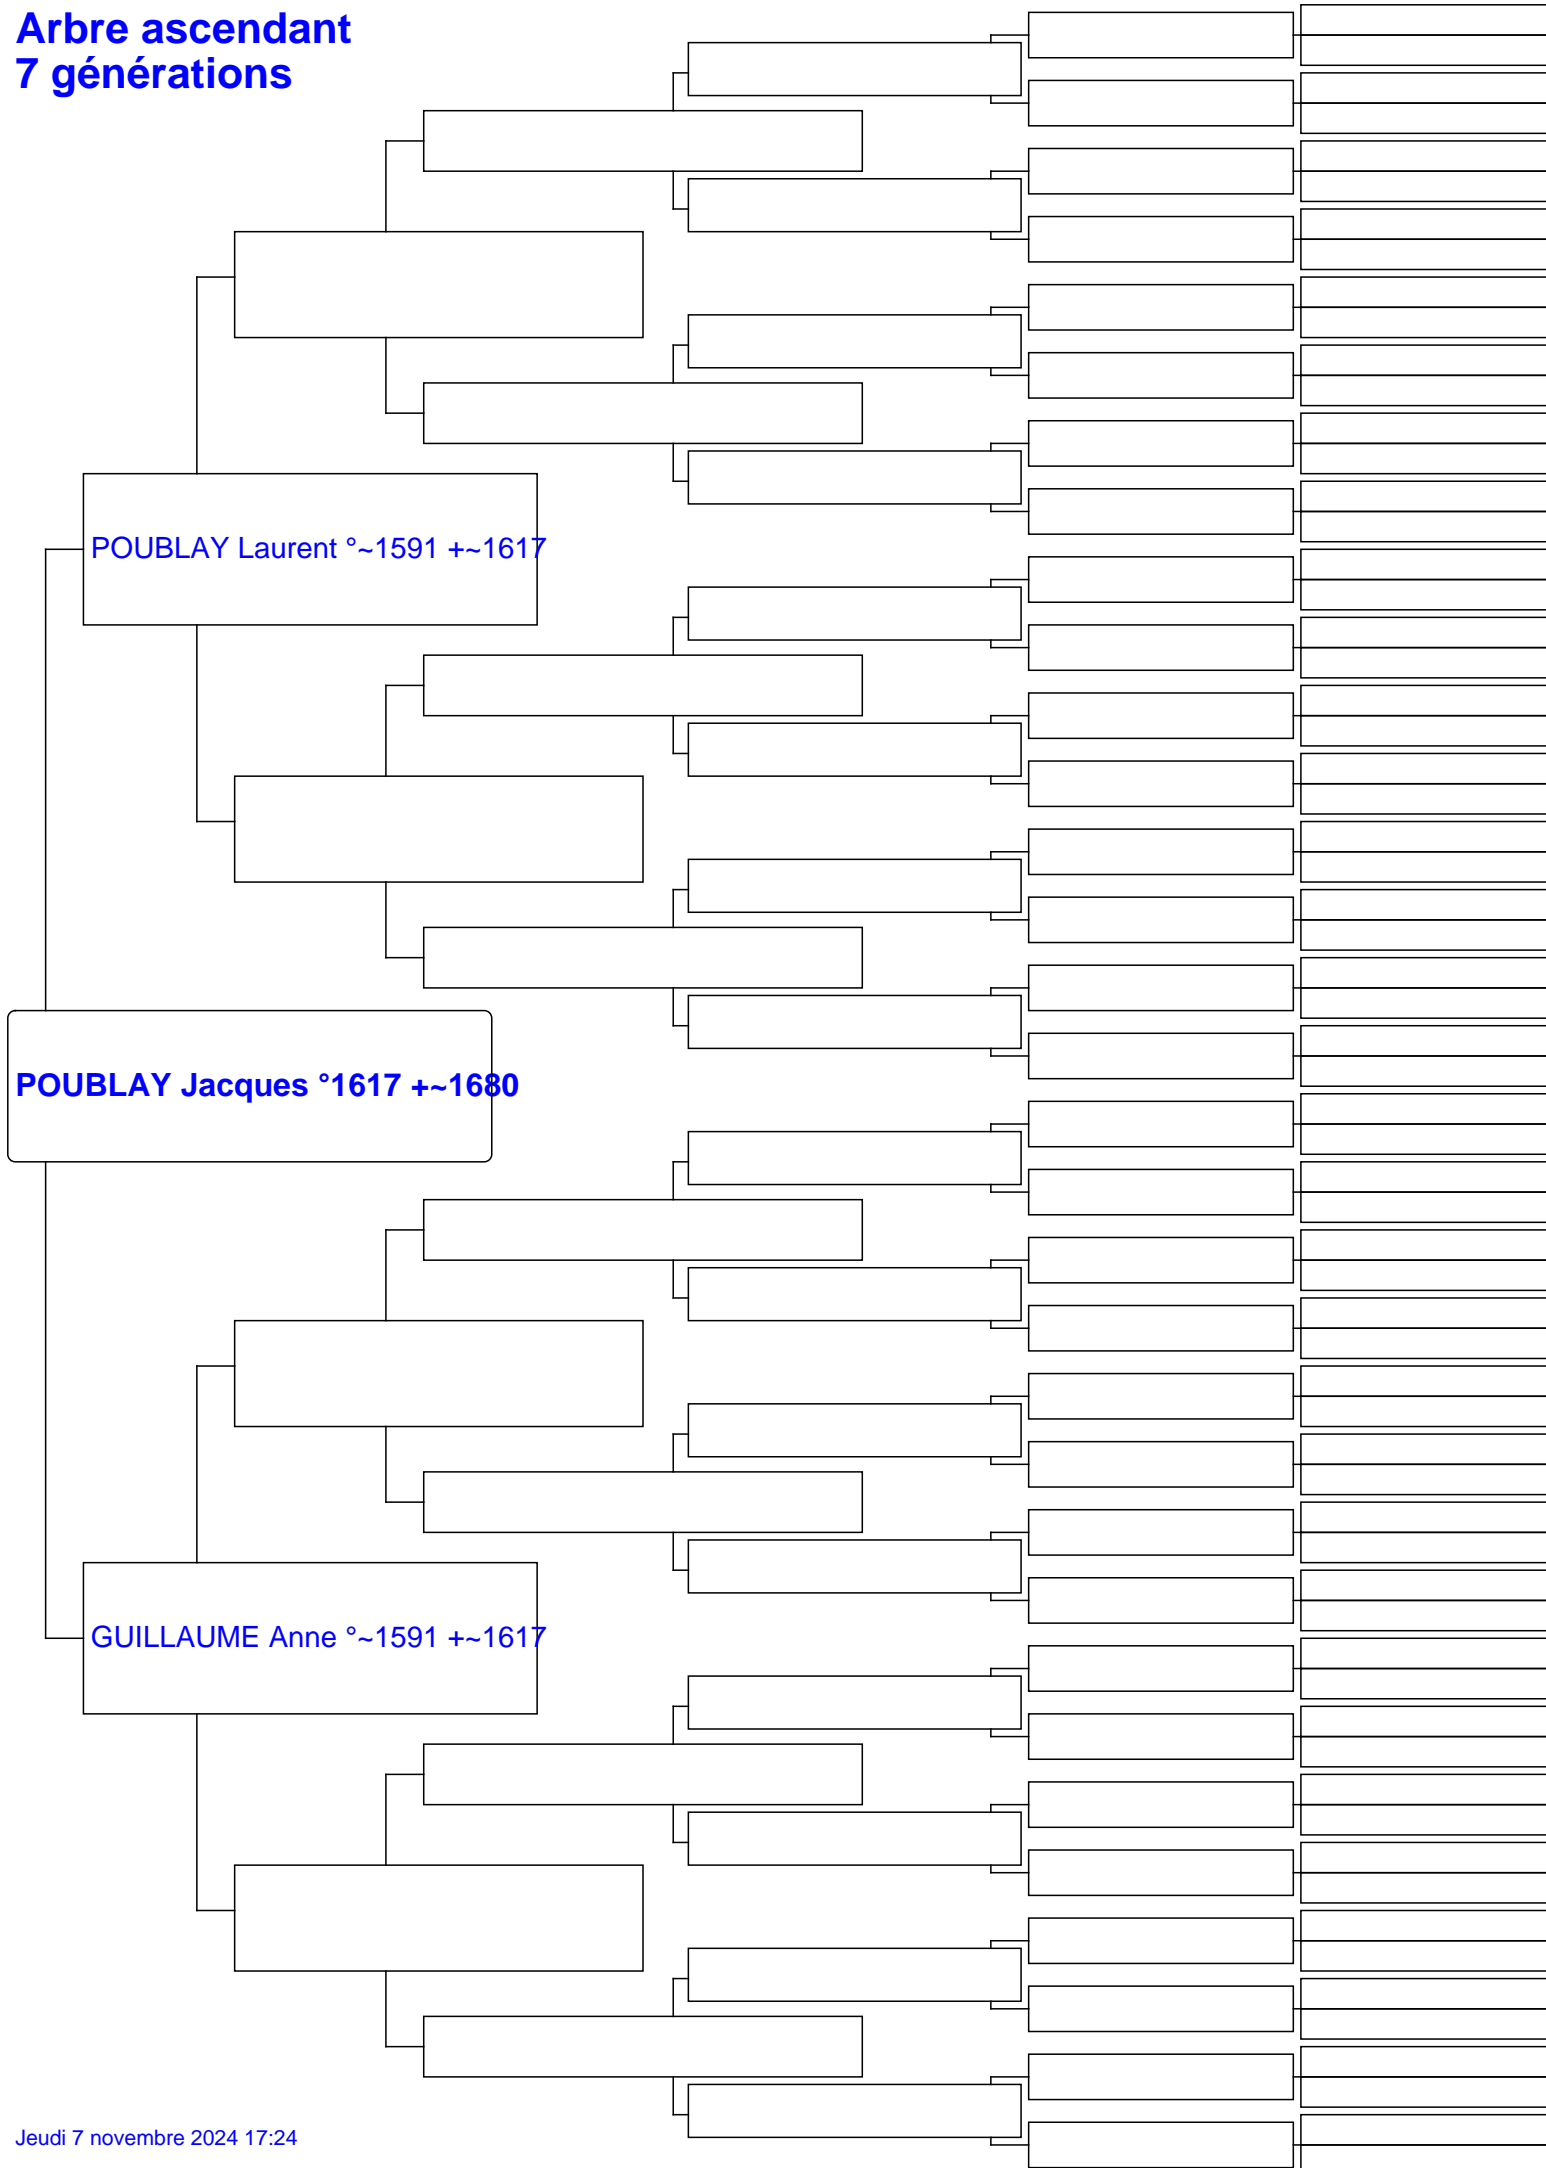 Arbre ascendant
7 générations
POUBLAY Laurent °~1591 +~1617
POUBLAY Jacques °1617 +~1680
GUILLAUME Anne °~1591 +~1617
Jeudi 7 novembre 2024 17:24